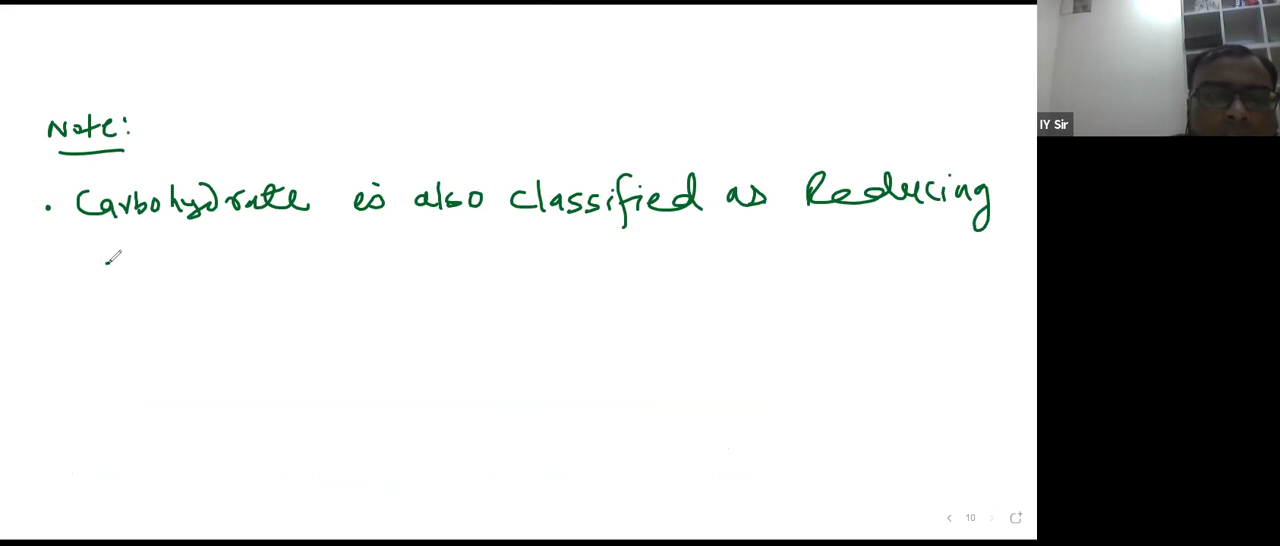 Note:
. Carbohydrate is also classified as Reducing
IY Sir
10